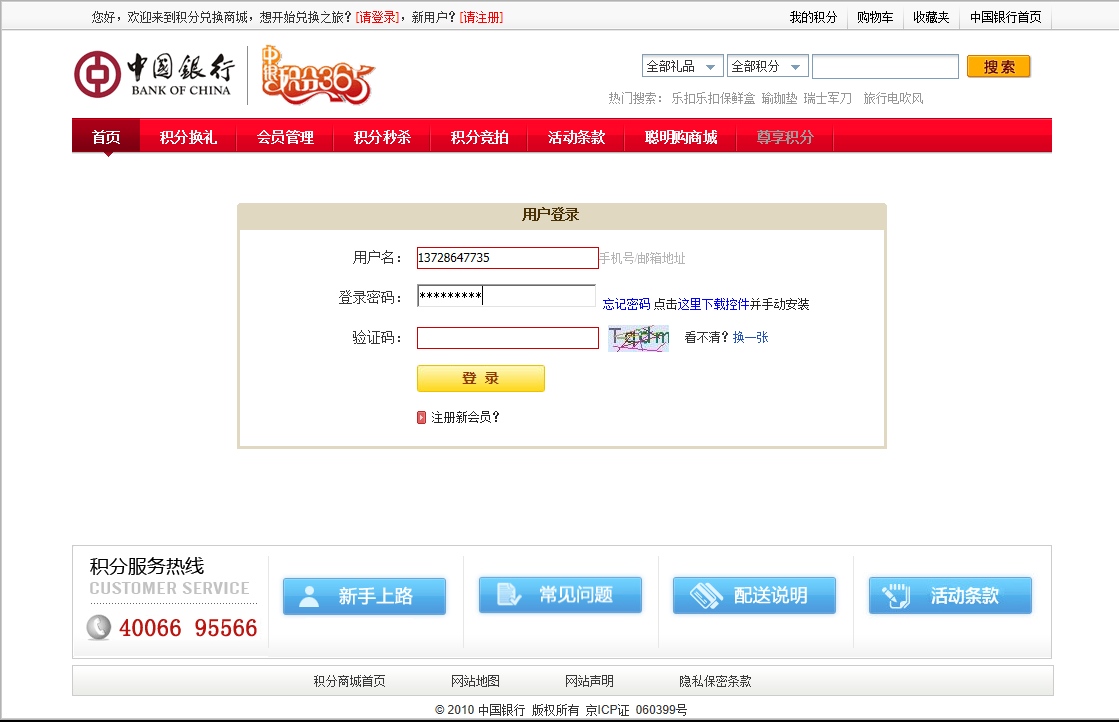 您好，欢迎来到积分兑换商城，想开始兑换之旅？[请登录]，新用户？[请注册]
我的积分 购物车 收藏夹 中国银行首页
中国银行 BANK OF CHINA
中银积分365
全部礼品 全部积分 搜索
热门搜索： 乐扣乐扣保鲜盒 瑜珈垫 瑞士军刀 旅行电吹风
首页 积分换礼 会员管理 积分秒杀 积分竞拍 活动条款 聪明购商城 尊享积分
用户登录
用户名： 13728647735 手机号/邮箱地址
登录密码： ********* 忘记密码 点击这里下载控件并手动安装
验证码： Tqdm 看不清？换一张
登 录
注册新会员？
积分服务热线
CUSTOMER SERVICE
40066 95566
新手上路 常见问题 配送说明 活动条款
积分商城首页 网站地图 网站声明 隐私保密条款
© 2010 中国银行 版权所有 京ICP证 060399号